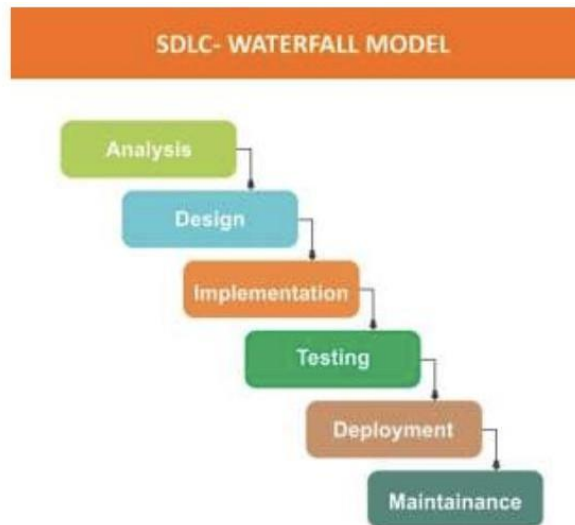 SDLC- WATERFALL MODEL
Analysis
Design
Implementation
Testing
Deployment
Maintainance